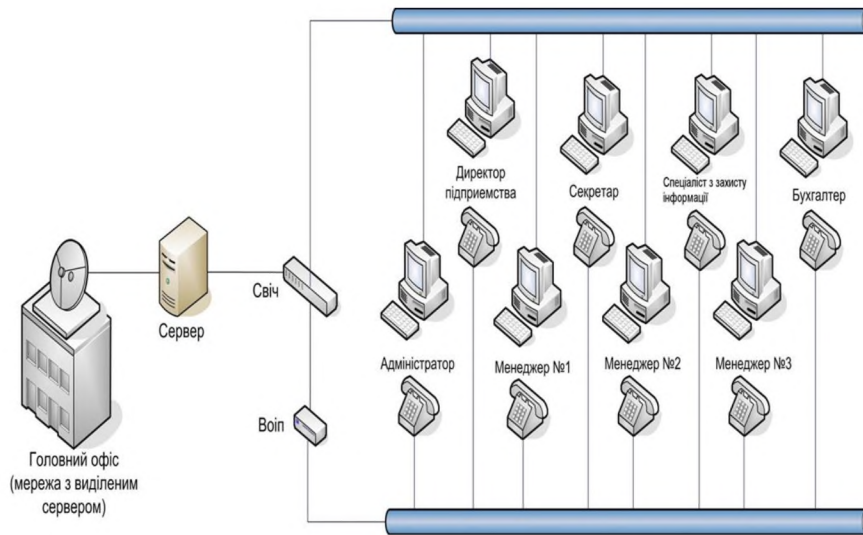 Директор
підприемства
Секретар
Спеціаліст з захисту
інформації
Бухгалтер
Свіч
Сервер
Адміністратор
Менеджер №1
Менеджер №2
Менеджер №3
Воіп
Головний офіс
(мережа з виділеним
сервером)